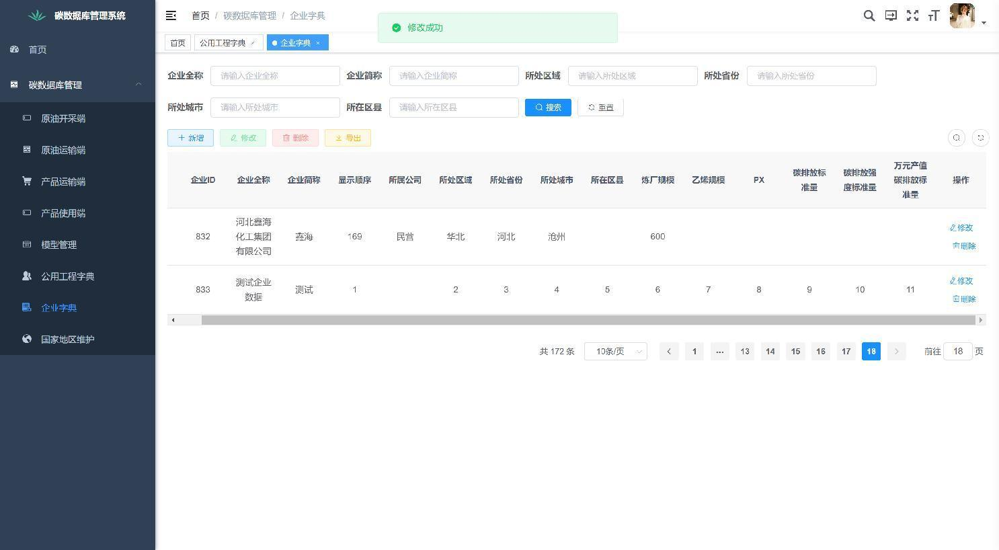 碳数据库管理系统
首页
碳数据库管理
原油开采端
原油运输端
产品运输端
产品使用端
模型管理
公用工程字典
企业字典
国家地区维护
首页 / 碳数据库管理 / 企业字典
修改成功
首页 公用工程字典 企业字典 ×
企业全称 请输入企业全称 企业简称 请输入企业简称 所处区域 请输入所处区域 所处省份 请输入所处省份
所处城市 请输入所处城市 所在区县 请输入所在区县 搜索 重置
新增 修改 删除 导出
企业ID 企业全称 企业简称 显示顺序 所属公司 所处区域 所处省份 所处城市 所在区县 炼厂规模 乙烯规模 PX 碳排放标准量 碳排放强度标准量 万元产值碳排放标准量 操作
832 河北鑫海化工集团有限公司 鑫海 169 民营 华北 河北 沧州 600 修改 删除
833 测试企业数据 测试 1 2 3 4 5 6 7 8 9 10 11 修改 删除
共 172 条 10条/页 1 ... 13 14 15 16 17 18 前往 18 页